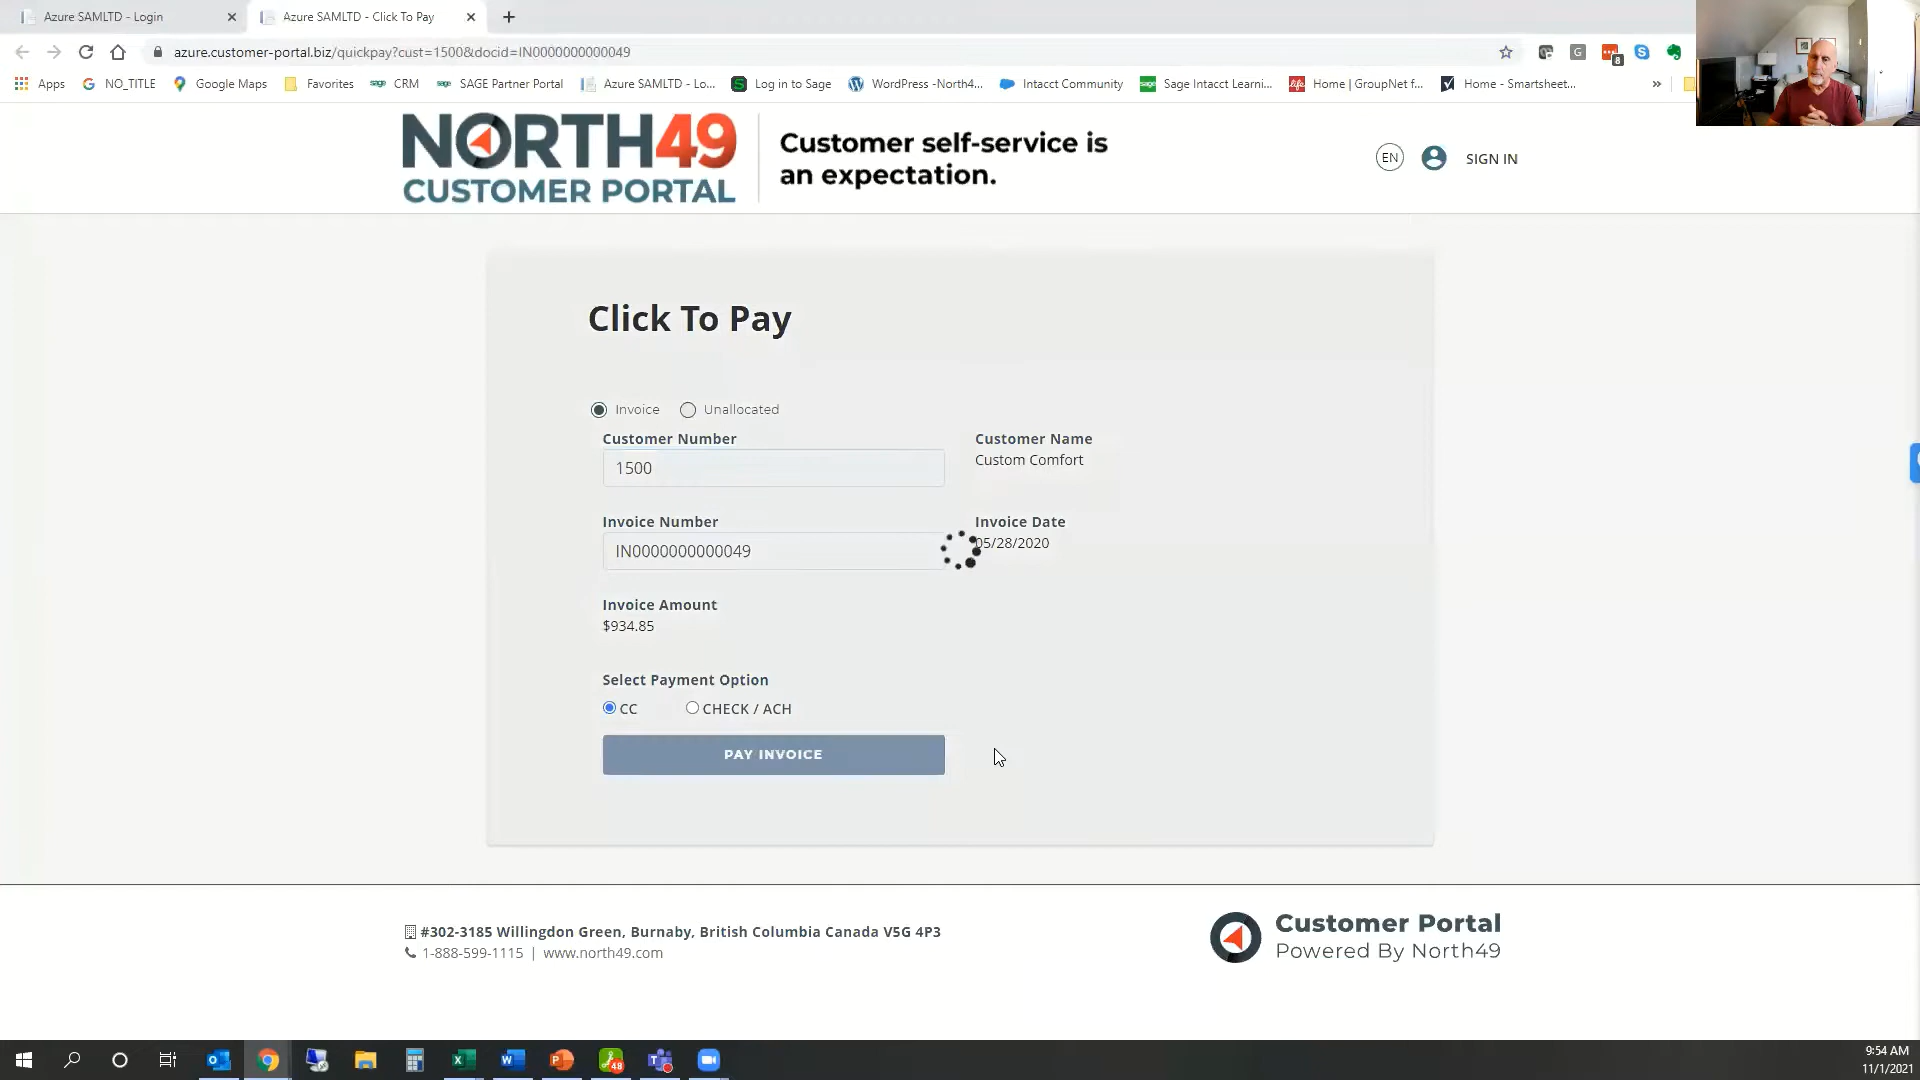 Azure SAMLTD - Login
Azure SAMLTD - Click To Pay
azure.customer-portal.biz/quickpay?cust=1500&docid=IN0000000000049
G
8
Apps
NO_TITLE
Google Maps
Favorites
CRM
SAGE Partner Portal
Azure SAMLTD - Lo...
Log in to Sage
WordPress -North4...
Intacct Community
Sage Intacct Learni...
Home | GroupNet f...
Home - Smartsheet...
»
NORTH49
CUSTOMER PORTAL
Customer self-service is
an expectation.
EN
SIGN IN
Click To Pay
Invoice
Unallocated
Customer Number
Customer Name
1500
Custom Comfort
Invoice Number
Invoice Date
IN0000000000049
05/28/2020
Invoice Amount
$934.85
Select Payment Option
CC
CHECK / ACH
PAY INVOICE
#302-3185 Willingdon Green, Burnaby, British Columbia Canada V5G 4P3
1-888-599-1115 | www.north49.com
Customer Portal
Powered By North49
48
9:54 AM
11/1/2021